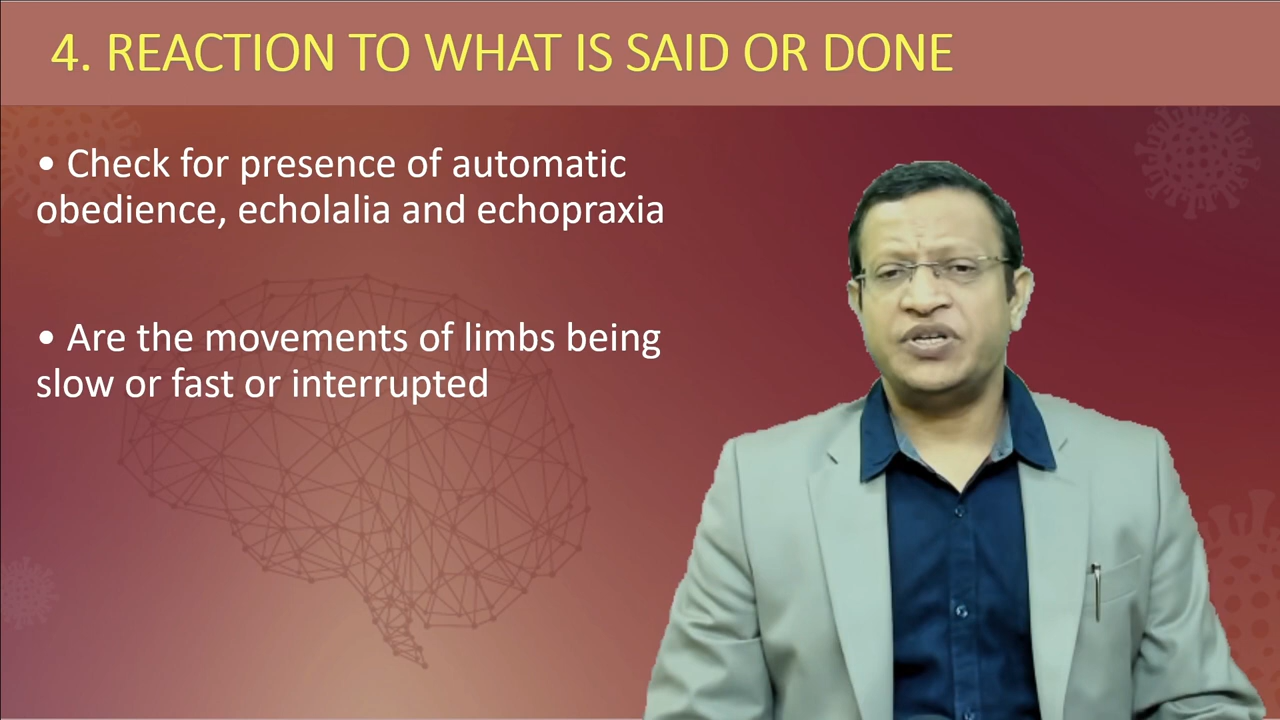 4. REACTION TO WHAT IS SAID OR DONE
• Check for presence of automatic
obedience, echolalia and echopraxia
• Are the movements of limbs being
slow or fast or interrupted